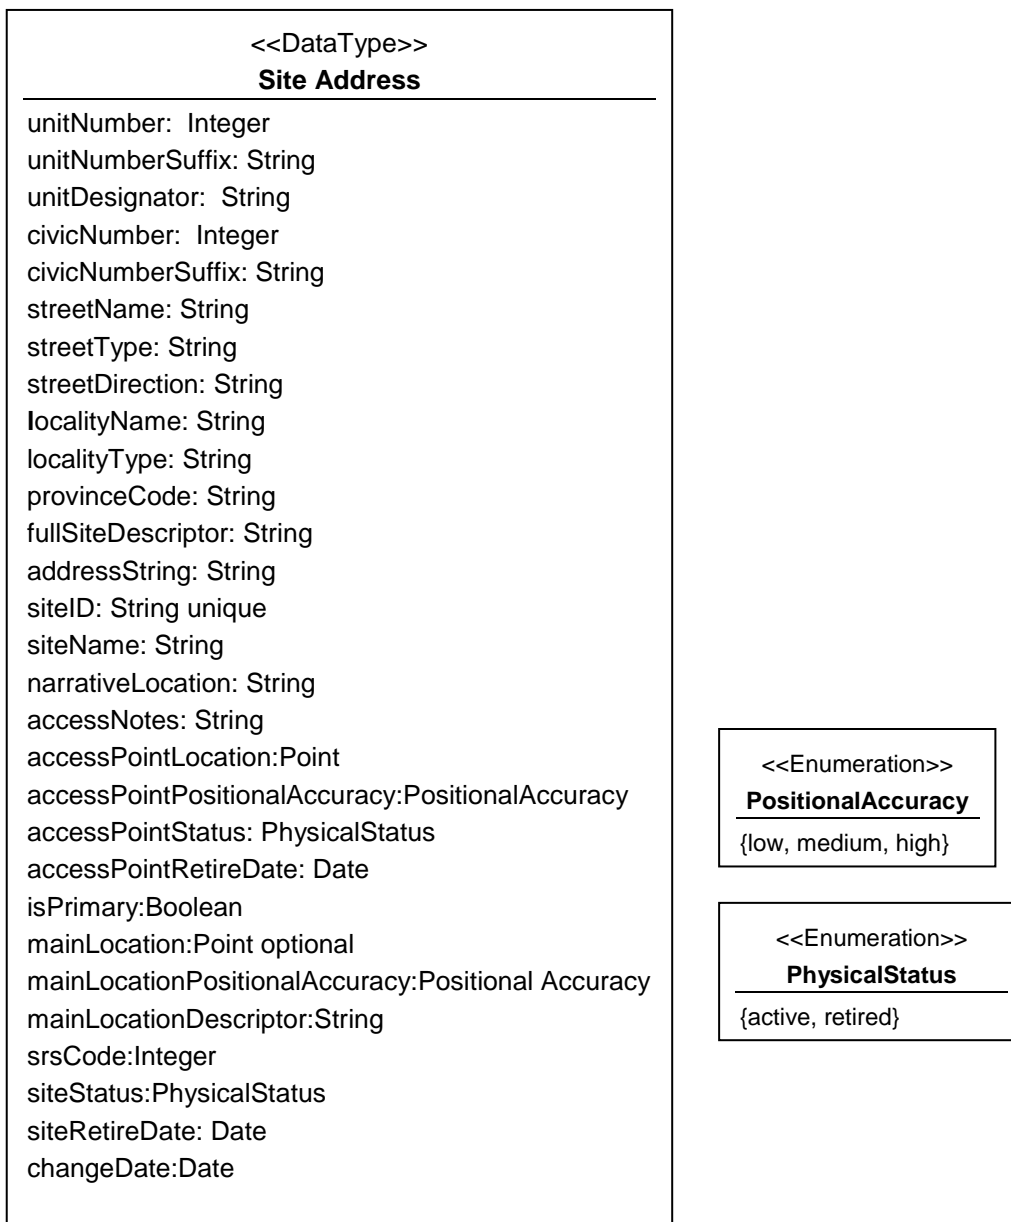 <<DataType>>
Site Address
unitNumber:  Integer
unitNumberSuffix: String
unitDesignator:  String
civicNumber:  Integer
civicNumberSuffix: String
streetName: String
streetType: String
streetDirection: String
localityName: String
localityType: String
provinceCode: String
fullSiteDescriptor: String
addressString: String
siteID: String unique
siteName: String
narrativeLocation: String
accessNotes: String
accessPointLocation:Point
accessPointPositionalAccuracy:PositionalAccuracy
accessPointStatus: PhysicalStatus
accessPointRetireDate: Date
isPrimary:Boolean
mainLocation:Point optional
mainLocationPositionalAccuracy:Positional Accuracy
mainLocationDescriptor:String
srsCode:Integer
siteStatus:PhysicalStatus
siteRetireDate: Date
changeDate:Date
<<Enumeration>>
PositionalAccuracy
{low, medium, high}
<<Enumeration>>
PhysicalStatus
{active, retired}